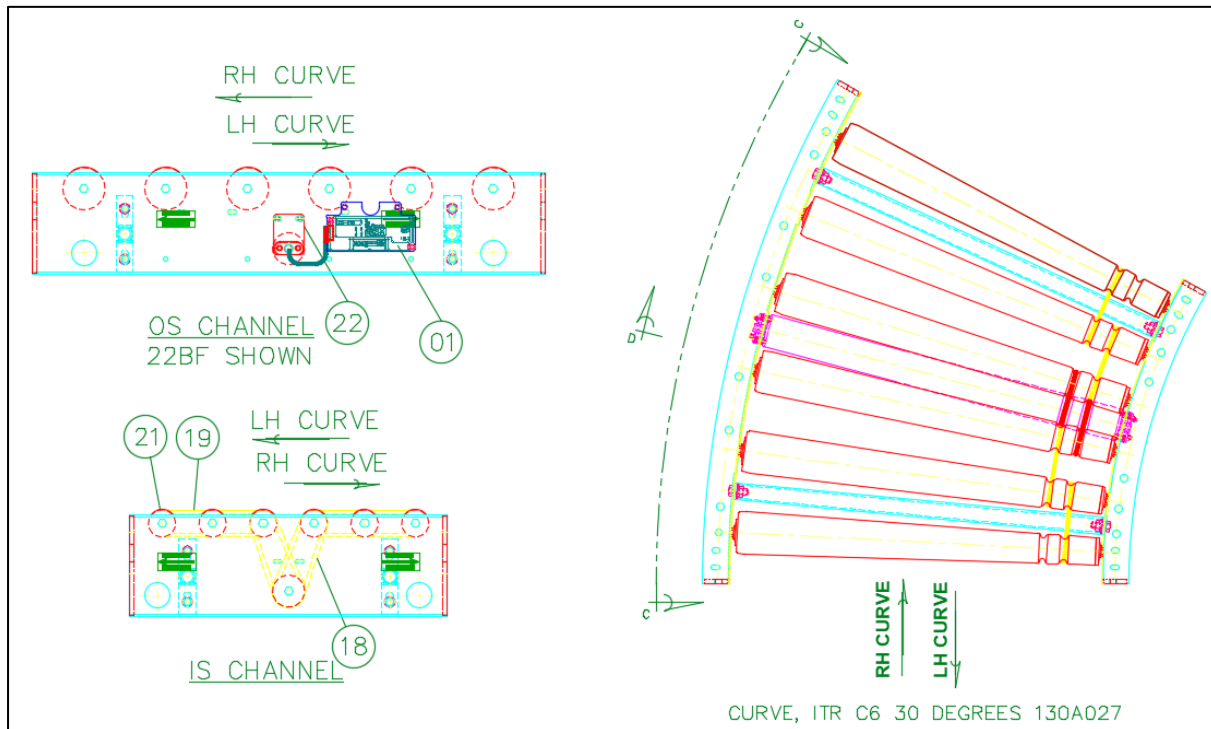 RH CURVE
LH CURVE
OS CHANNEL
22BF SHOWN
22
01
LH CURVE
RH CURVE
21
19
18
IS CHANNEL
C
D
C
RH CURVE
LH CURVE
CURVE, ITR C6 30 DEGREES 130A027